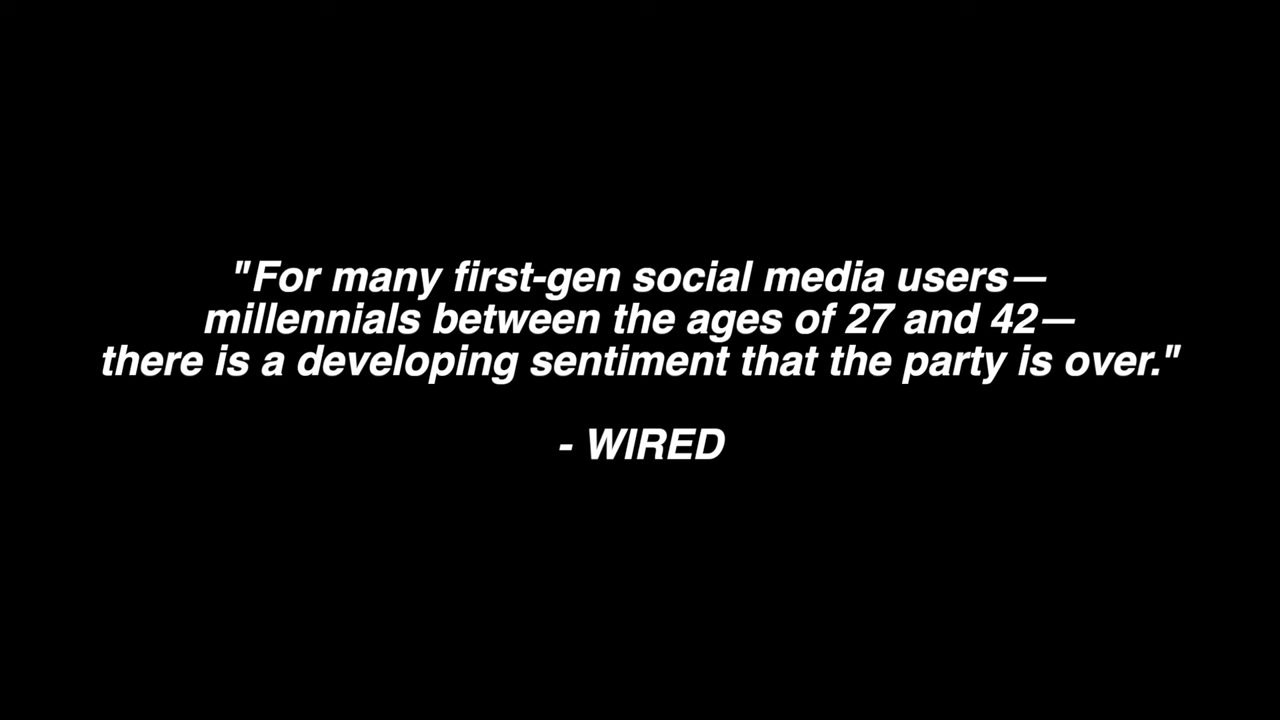 "For many first-gen social media users—
millennials between the ages of 27 and 42—
there is a developing sentiment that the party is over."
- WIRED